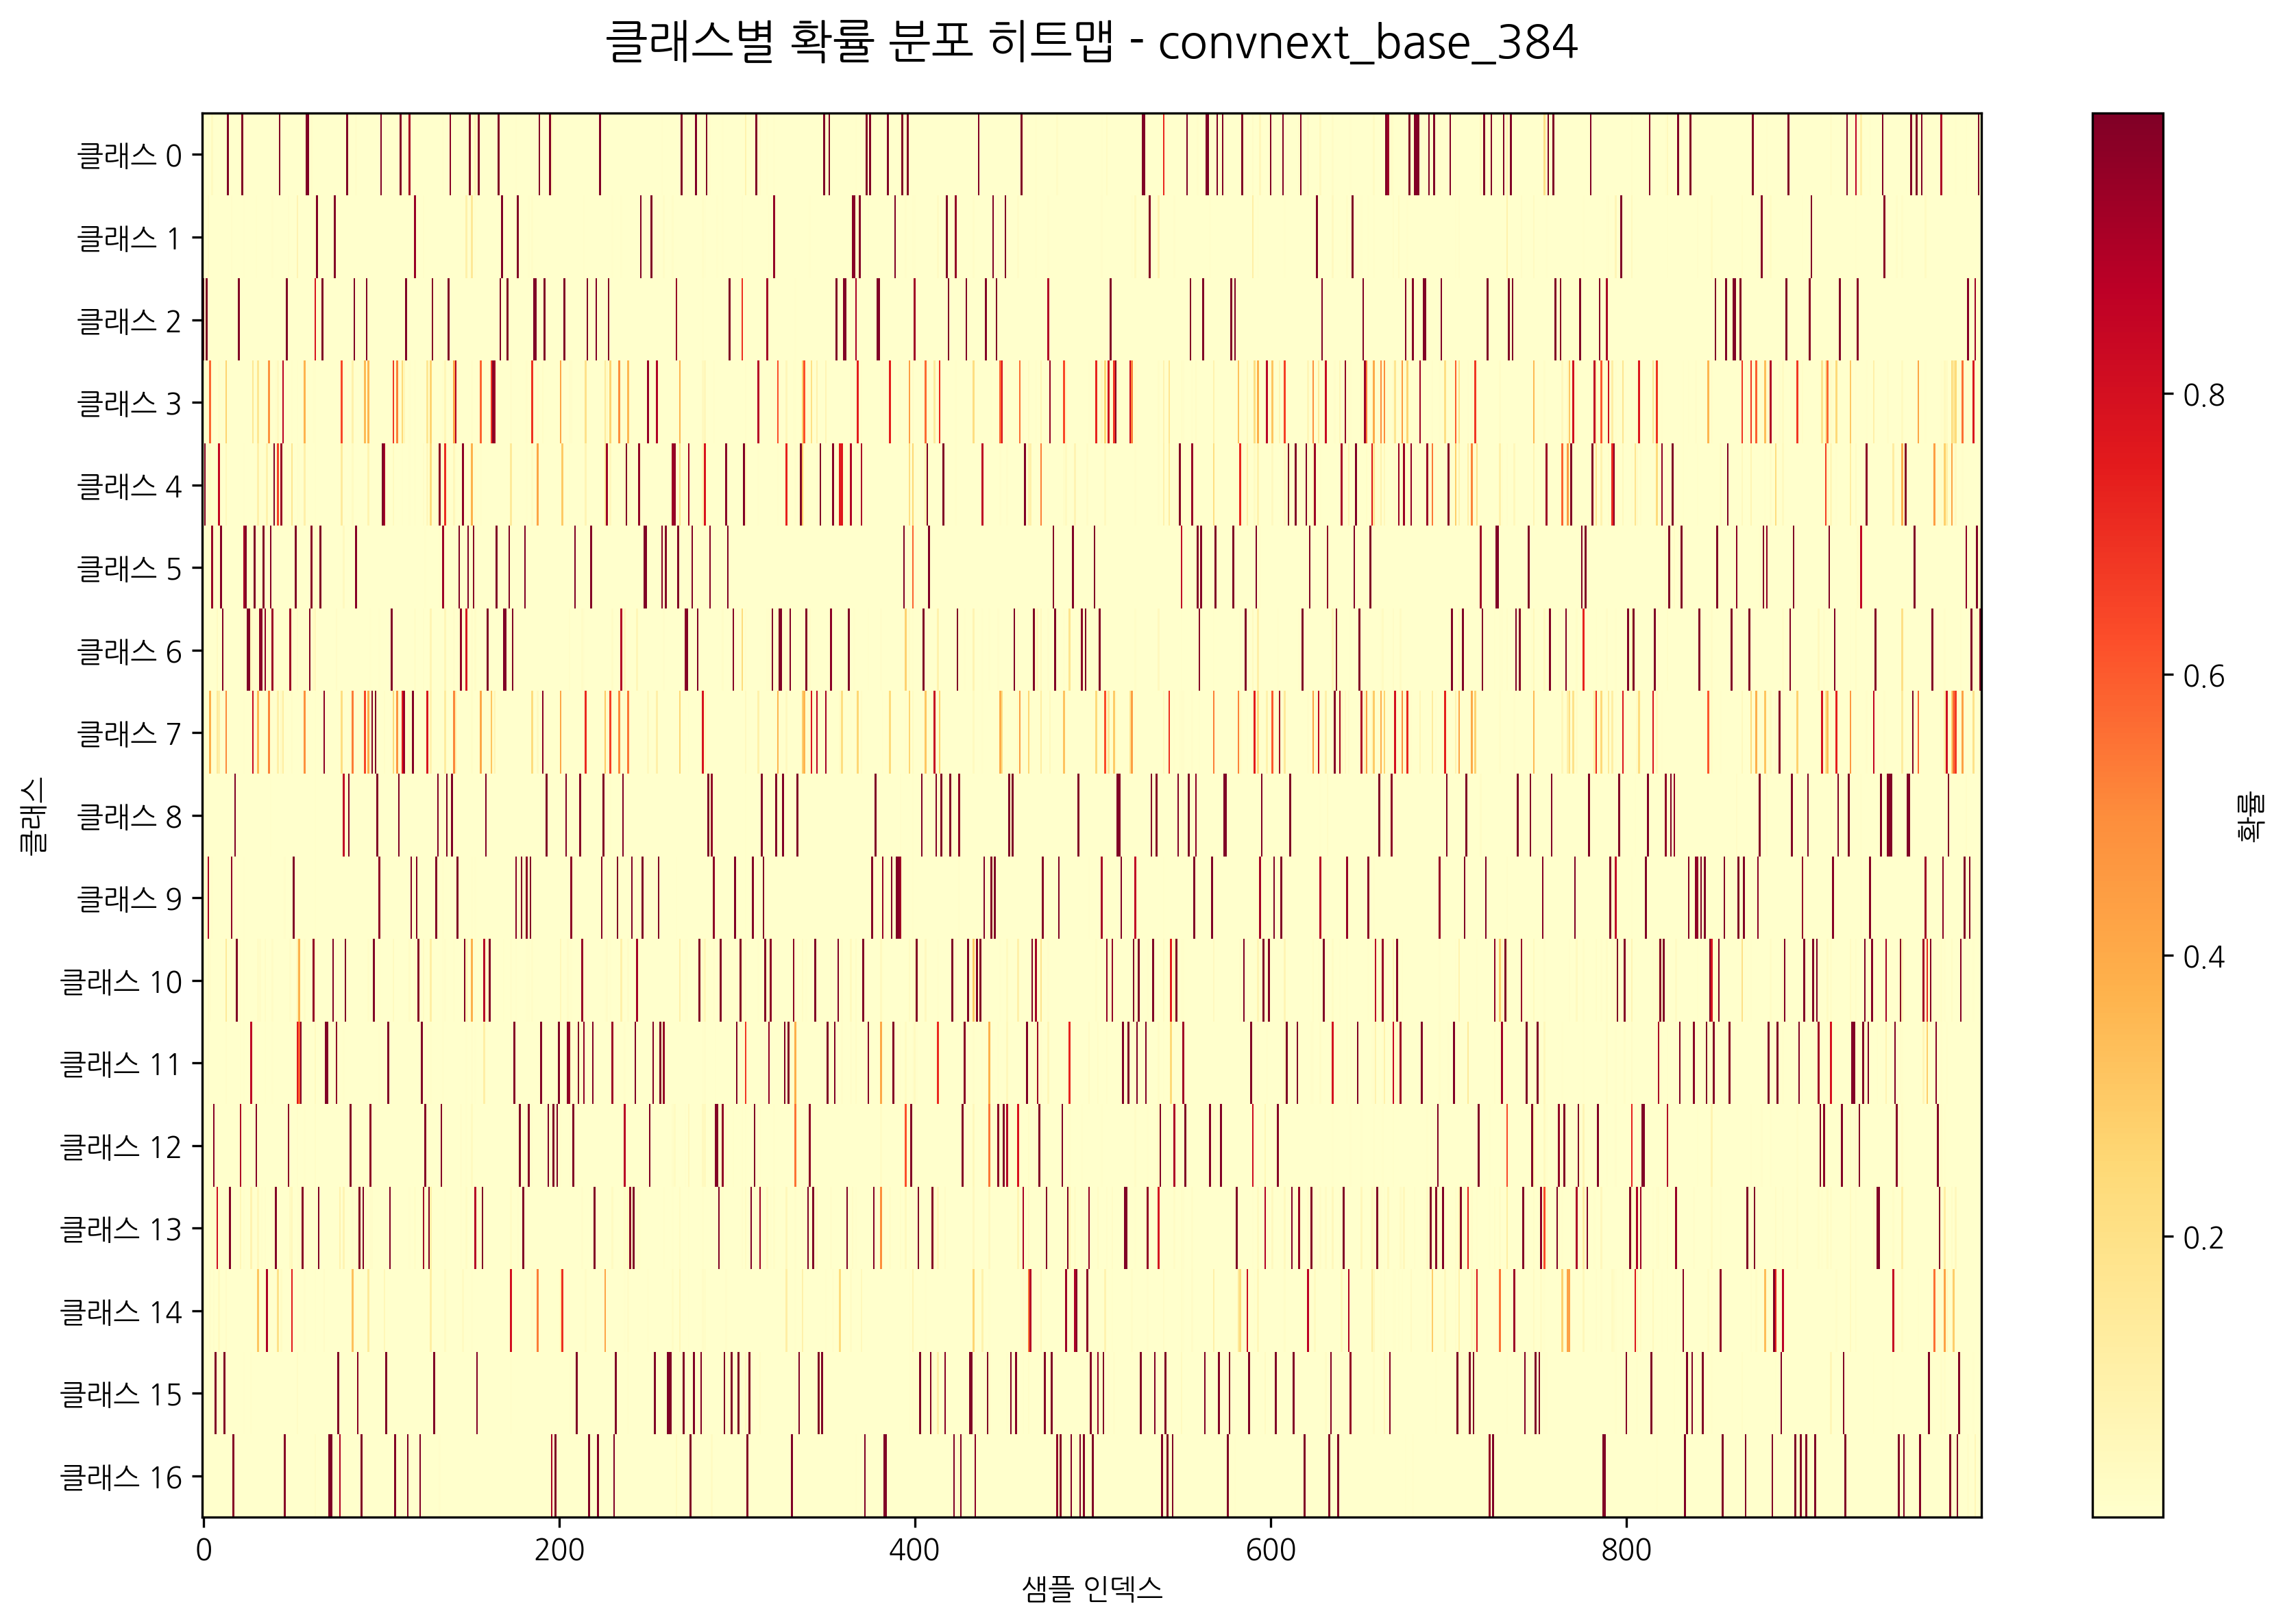 클래스별 확률 분포 히트맵 - convnext_base_384
클래스
클래스 0
클래스 1
클래스 2
클래스 3
클래스 4
클래스 5
클래스 6
클래스 7
클래스 8
클래스 9
클래스 10
클래스 11
클래스 12
클래스 13
클래스 14
클래스 15
클래스 16
0 200 400 600 800
샘플 인덱스
0.8
0.6
0.4
0.2
확률